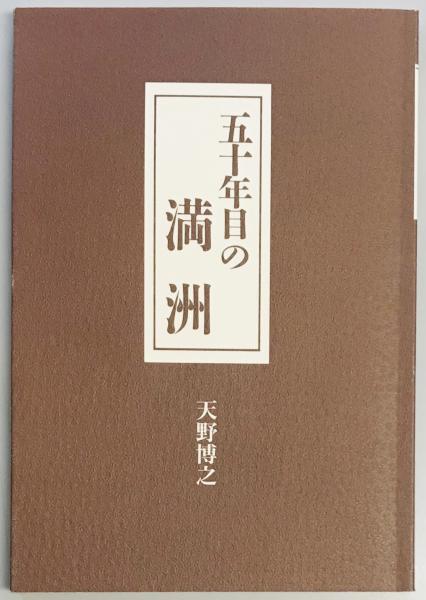 五十年目の
満洲
天野博之